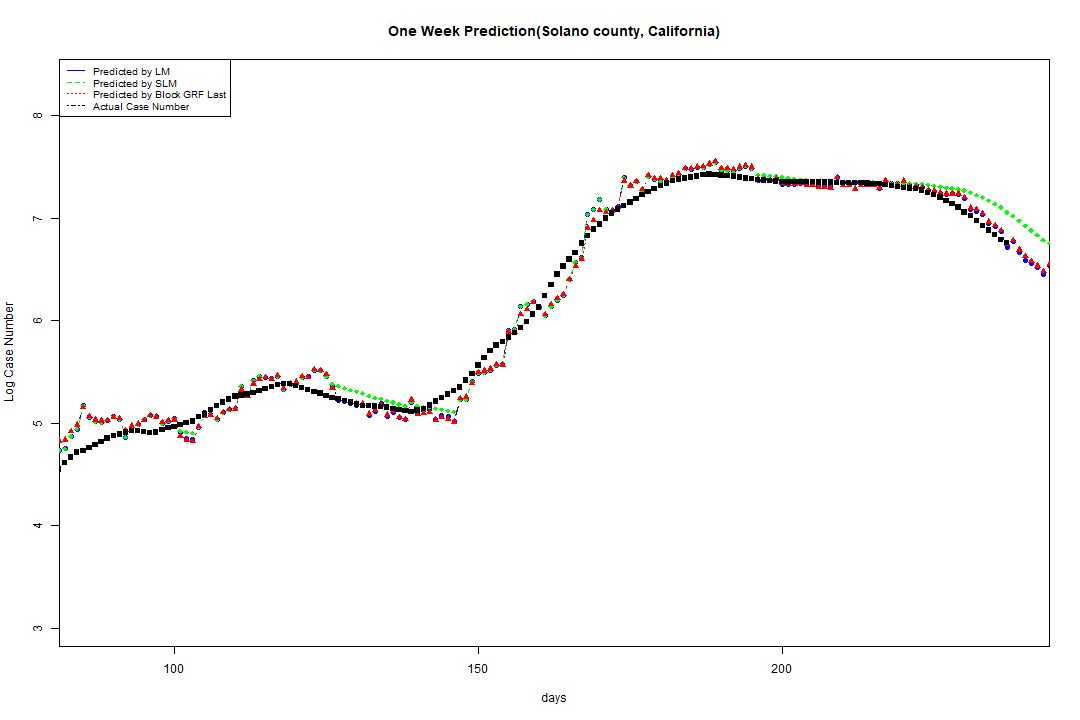 One Week Prediction(Solano county, California)
Predicted by LM
Predicted by SLM
Predicted by Block GRF Last
Actual Case Number
8
7
6
5
4
3
Log Case Number
100
150
200
days